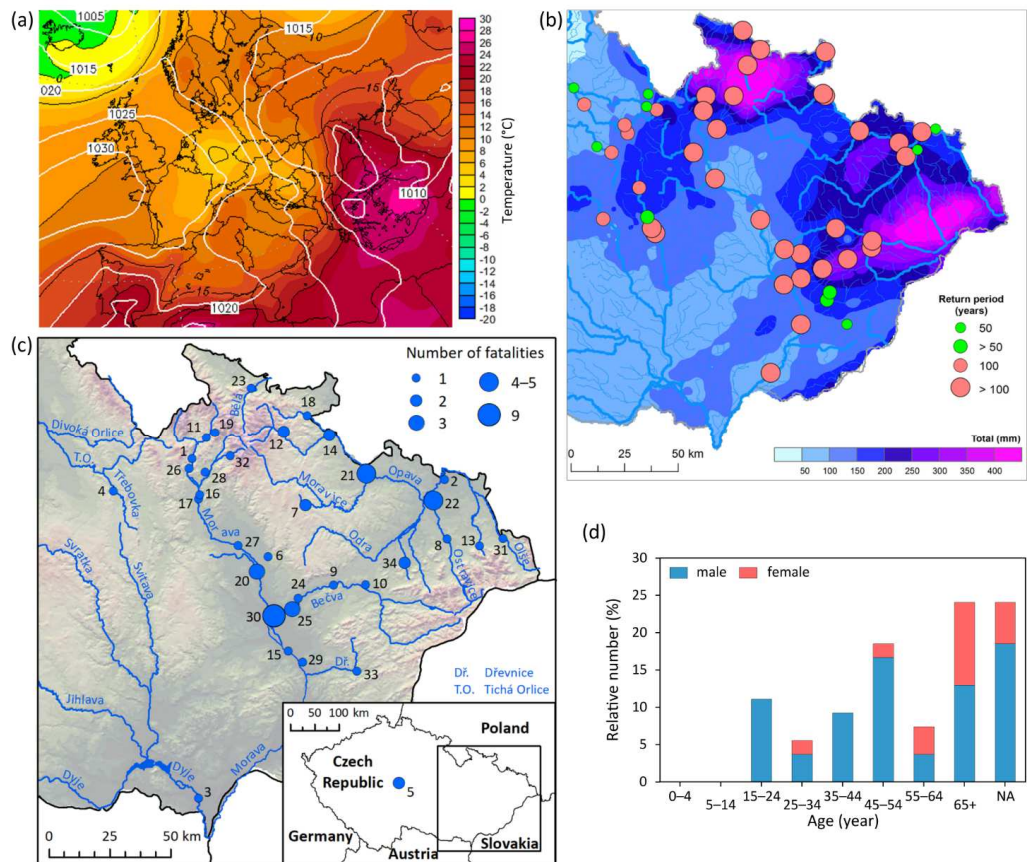 (a)
1005
1015
1015
020
10
15
1025
1030
1010
15
1020
30
28
26
24
22
20
18
16
14
12
10
8
6
4
2
0
-2
-4
-6
-8
-10
-12
-14
-16
-18
-20
Temperature (°C)
(b)
Return period
(years)
50
> 50
100
> 100
0 25 50 km
Total (mm)
50 100 150 200 250 300 350 400
(c)
Number of fatalities
1
2
3
4–5
9
23
Bělá
18
Divoká Orlice
11
19
12
14
T.O.
1
26
28
32
21
Opava
2
4
Třebovka
16
17
Moravice
7
22
Morava
27
6
Odra
8
13
31
Olše
Ostravice
34
Svratka
Svitava
20
24
9
10
Bečva
30
25
15
29
Dř.
33
Dř. Dřevnice
T.O. Tichá Orlice
Jihlava
Dyje
Dyje
Morava
3
0 25 50 km
0 50 100 km
Poland
Czech
Republic
5
Germany
Austria
Slovakia
(d)
30
25
20
15
10
5
0
Relative number (%)
male
female
0–4
5–14
15–24
25–34
35–44
45–54
55–64
65+
NA
Age (year)